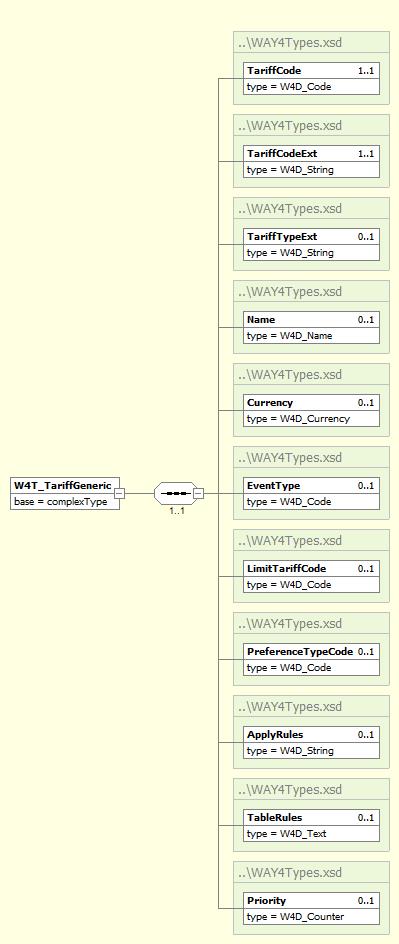 ..\WAY4Types.xsd
TariffCode 1..1
type = W4D_Code
..\WAY4Types.xsd
TariffCodeExt 1..1
type = W4D_String
..\WAY4Types.xsd
TariffTypeExt 0..1
type = W4D_String
..\WAY4Types.xsd
Name 0..1
type = W4D_Name
..\WAY4Types.xsd
Currency 0..1
type = W4D_Currency
W4T_TariffGeneric
base = complexType
1..1
..\WAY4Types.xsd
EventType 0..1
type = W4D_Code
..\WAY4Types.xsd
LimitTariffCode 0..1
type = W4D_Code
..\WAY4Types.xsd
PreferenceTypeCode 0..1
type = W4D_Code
..\WAY4Types.xsd
ApplyRules 0..1
type = W4D_String
..\WAY4Types.xsd
TableRules 0..1
type = W4D_Text
..\WAY4Types.xsd
Priority 0..1
type = W4D_Counter